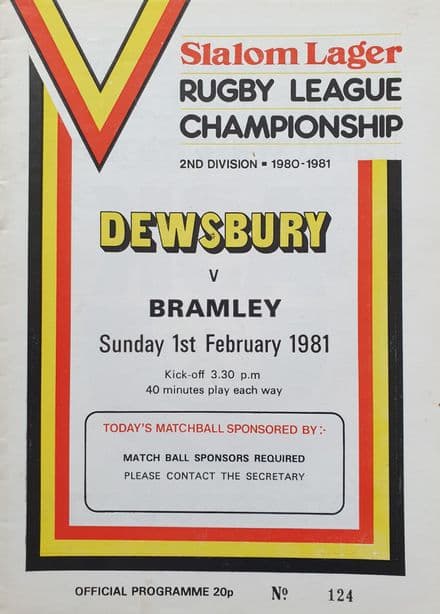 Slalom Lager
RUGBY LEAGUE
CHAMPIONSHIP
2ND DIVISION ▪ 1980-1981
DEWSBURY
V
BRAMLEY
Sunday 1st February 1981
Kick-off 3.30 p.m
40 minutes play each way
TODAY'S MATCHBALL SPONSORED BY:-
MATCH BALL SPONSORS REQUIRED
PLEASE CONTACT THE SECRETARY
OFFICIAL PROGRAMME 20p Nº 124